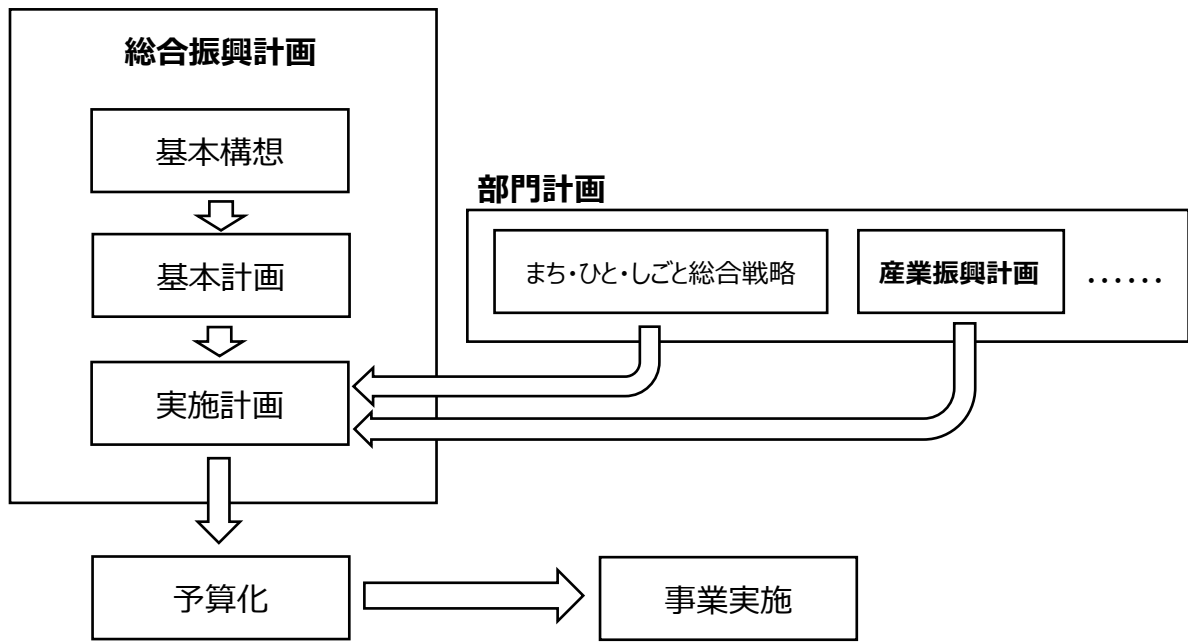 総合振興計画
基本構想
基本計画
実施計画
部門計画
まち・ひと・しごと総合戦略
産業振興計画
……
予算化
事業実施